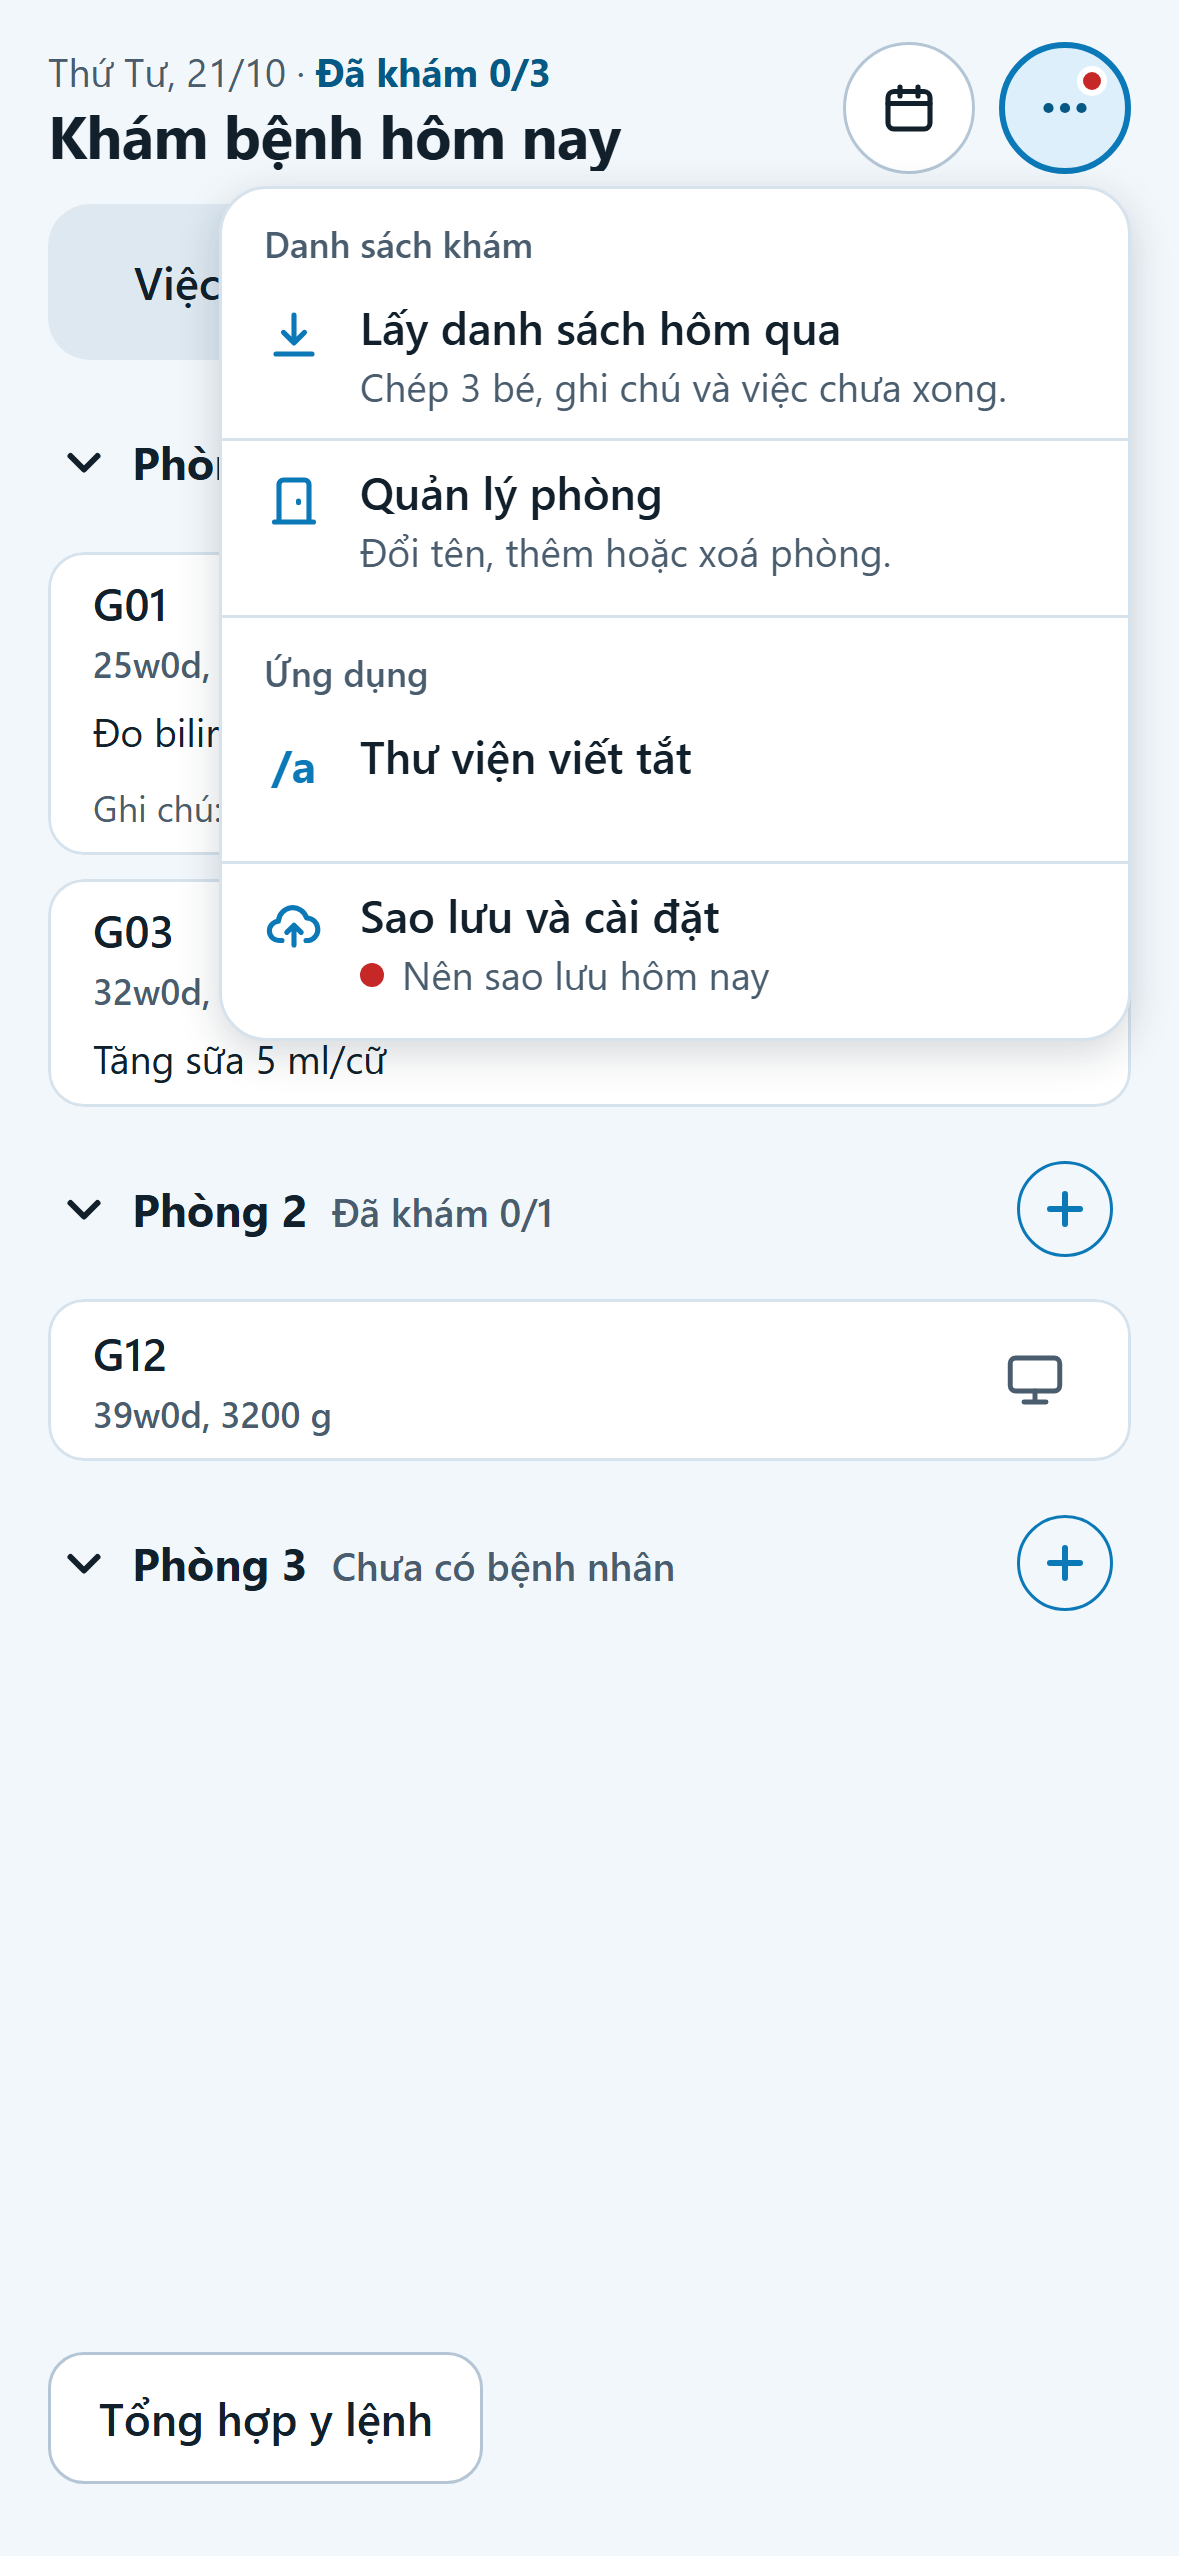 Thứ Tư, 21/10 · Đã khám 0/3
Khám bệnh hôm nay
Việc
Danh sách khám
Lấy danh sách hôm qua
Chép 3 bé, ghi chú và việc chưa xong.
Quản lý phòng
Đổi tên, thêm hoặc xoá phòng.
Ứng dụng
/a Thư viện viết tắt
Sao lưu và cài đặt
Nên sao lưu hôm nay
G01
25w0d,
Đo
Ghi chú:
G03
32w0d,
Tăng sữa 5 ml/cữ
Phòng 2 Đã khám 0/1
G12
39w0d, 3200 g
Phòng 3 Chưa có bệnh nhân
Tổng hợp y lệnh